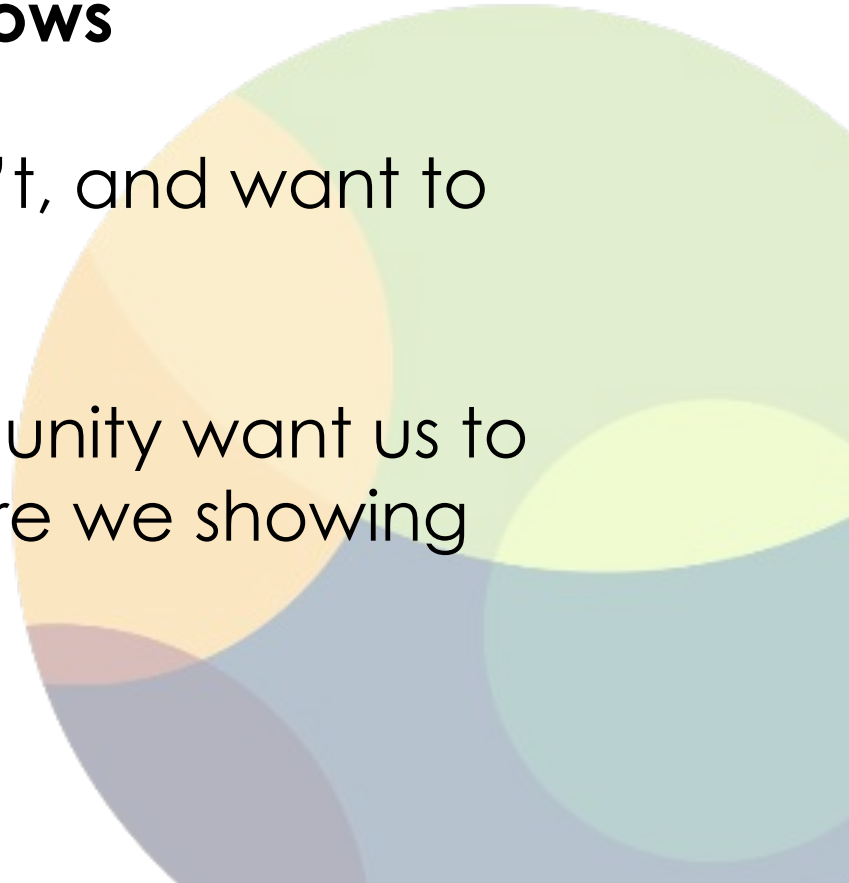 ows
't, and want to
unity want us to
re we showing